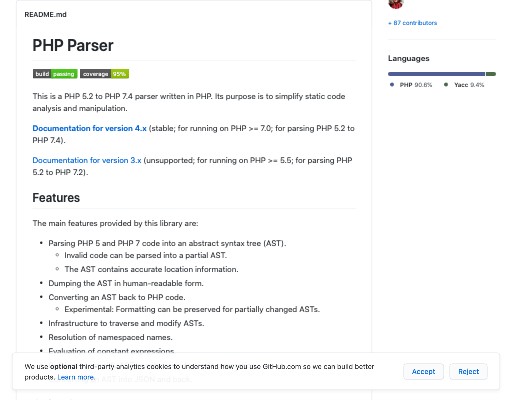 README.md
PHP Parser
build passing coverage 95%
This is a PHP 5.2 to PHP 7.4 parser written in PHP. Its purpose is to simplify static code
analysis and manipulation.
Documentation for version 4.x (stable; for running on PHP >= 7.0; for parsing PHP 5.2 to
PHP 7.4).
Documentation for version 3.x (unsupported; for running on PHP >= 5.5; for parsing PHP
5.2 to PHP 7.2).
Features
The main features provided by this library are:
• Parsing PHP 5 and PHP 7 code into an abstract syntax tree (AST).
◦ Invalid code can be parsed into a partial AST.
◦ The AST contains accurate location information.
• Dumping the AST in human-readable form.
• Converting an AST back to PHP code.
◦ Experimental: Formatting can be preserved for partially changed ASTs.
• Infrastructure to traverse and modify ASTs.
• Resolution of namespaced names.
• Evaluation of constant expressions.
+ 87 contributors
Languages
PHP 90.6% Yacc 9.4%
We use optional third-party analytics cookies to understand how you use GitHub.com so we can build better
products. Learn more.
Accept Reject